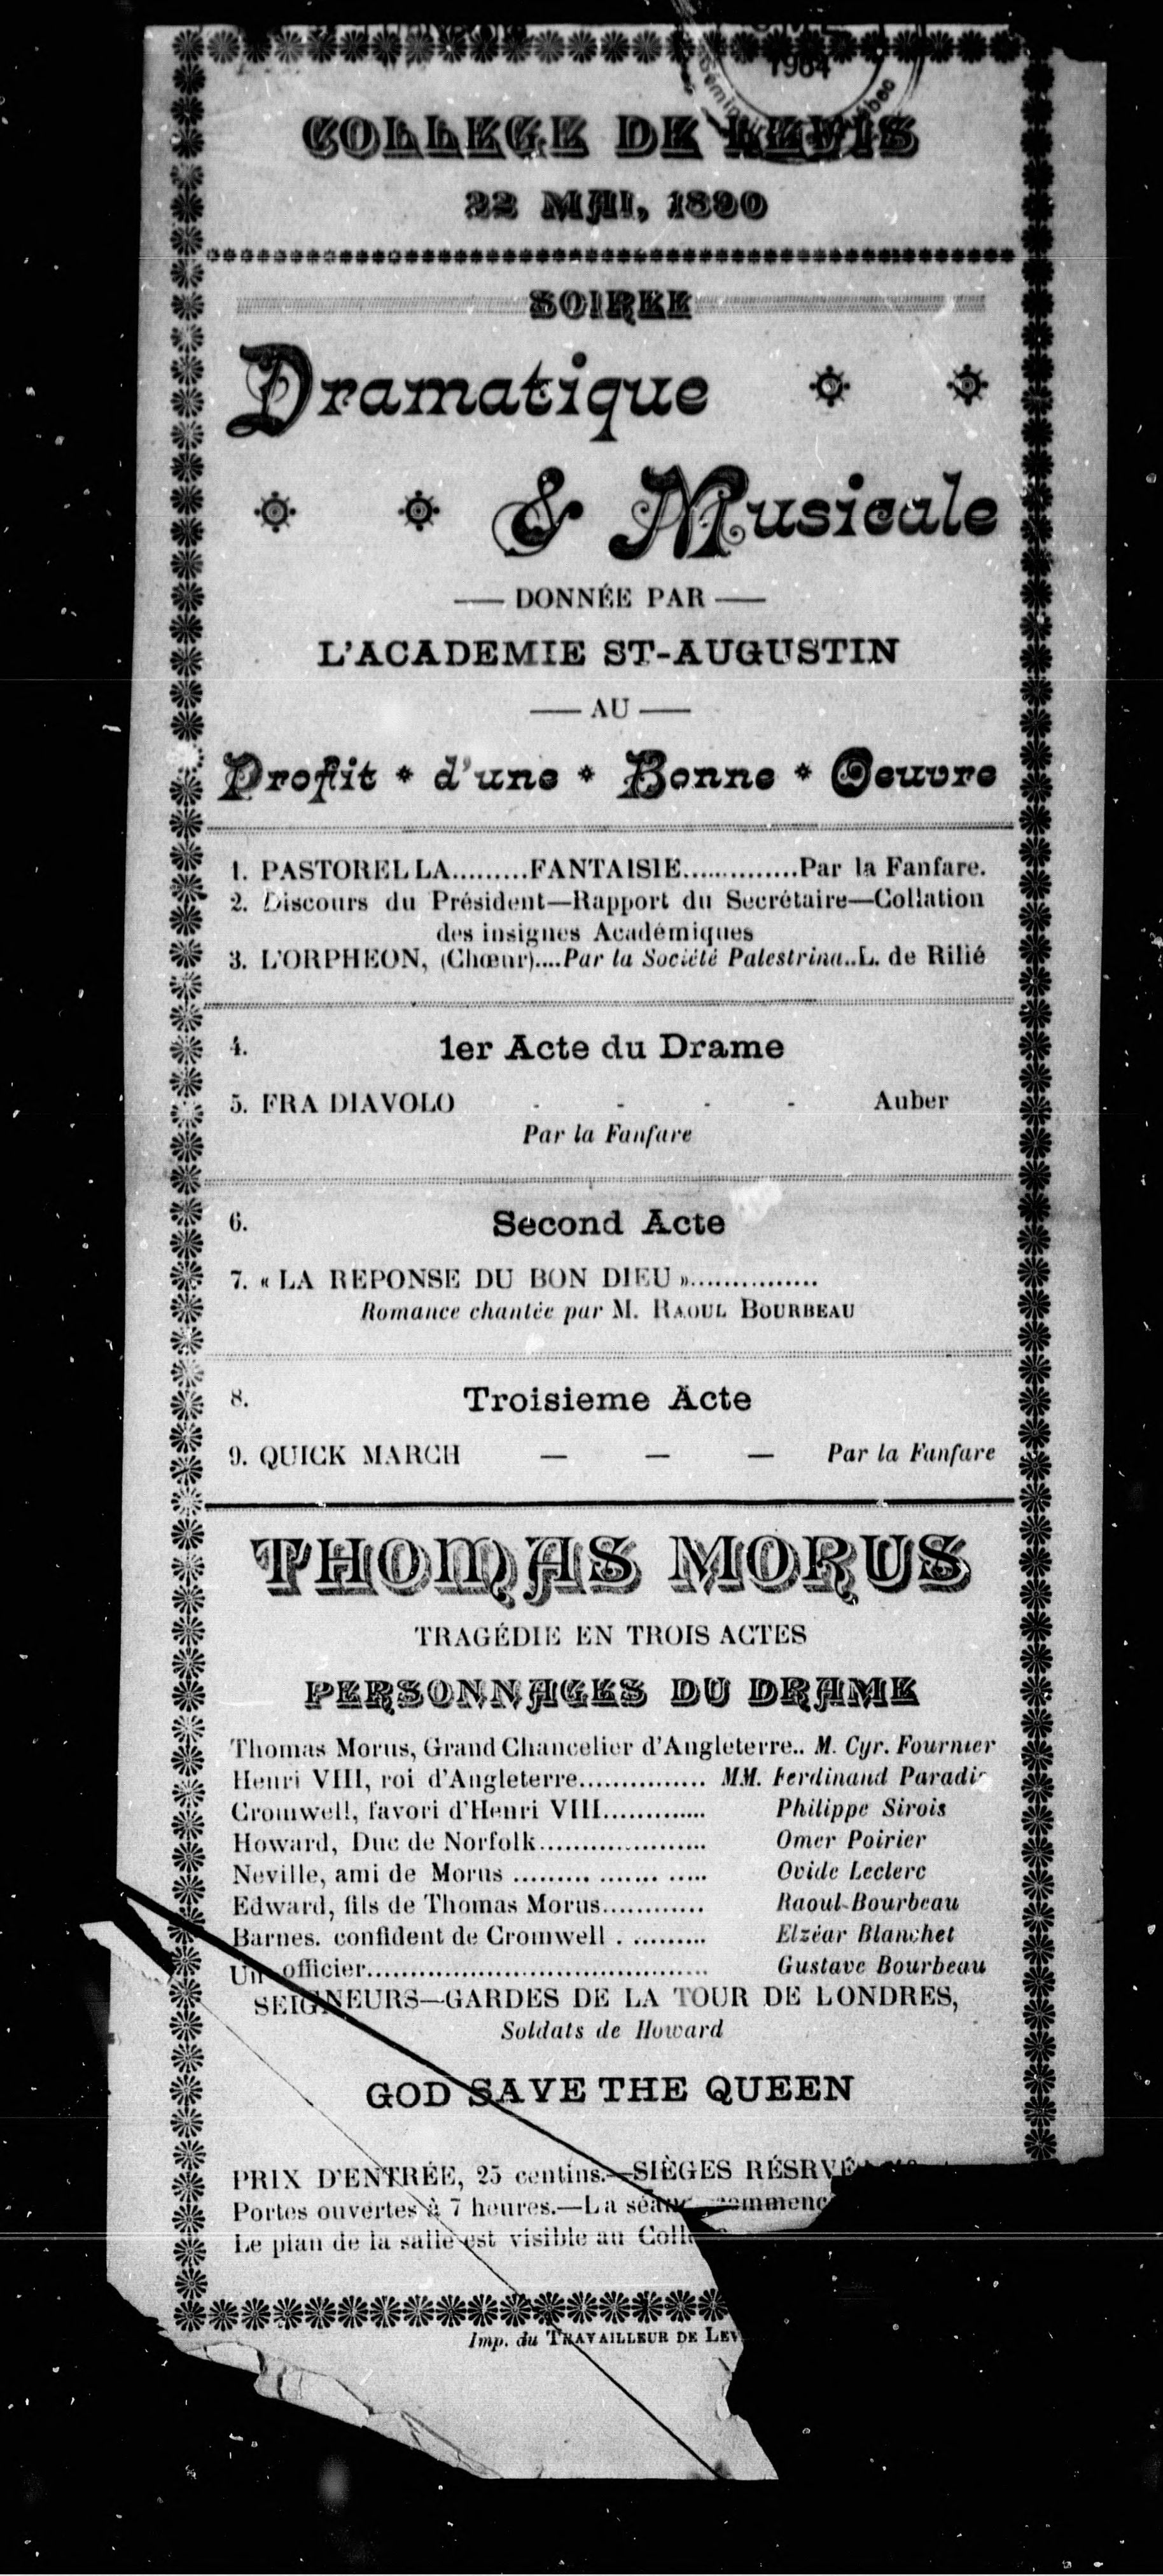 1984
COLLEGE DE LEVIS
22 MAI, 1890
SOIREE
Dramatique
& Musicale
DONNÉE PAR
L'ACADEMIE ST-AUGUSTIN
AU
Profit * d'une * Bonne * Oeuvre
1. PASTORELLA.........FANTAISIE..............Par la Fanfare.
2. Discours du Président—Rapport du Secrétaire—Collation
des insignes Académiques
3. L'ORPHEON, (Chœur)....Par la Société Palestrina..L. de Rillé
4. 1er Acte du Drame
5. FRA DIAVOLO - - - - Auber
Par la Fanfare
6. Second Acte
7. « LA REPONSE DU BON DIEU »...............
Romance chantée par M. RAOUL BOURBEAU
8. Troisieme Acte
9. QUICK MARCH — — — Par la Fanfare
THOMAS MORUS
TRAGÉDIE EN TROIS ACTES
PERSONNAGES DU DRAME
Thomas Morus, Grand Chancelier d'Angleterre.. M. Cyr. Fournier
Henri VIII, roi d'Angleterre............... MM. Ferdinand Paradis
Cromwell, favori d'Henri VIII............. Philippe Sirois
Howard, Duc de Norfolk.................... Omer Poirier
Neville, ami de Morus ......... ....... ..... Ovide Leclerc
Edward, fils de Thomas Morus............ Raoul Bourbeau
Barnes. confident de Cromwell . ......... Elzéar Blanchet
Un officier........................................ Gustave Bourbeau
SEIGNEURS—GARDES DE LA TOUR DE LONDRES,
Soldats de Howard
GOD SAVE THE QUEEN
PRIX D'ENTRÉE, 25 centins.—SIÈGES RÉSRVÉ
Portes ouvertes à 7 heures.—La séance commenc
Le plan de la salle est visible au Coll
Imp. du TRAVAILLEUR DE LEV